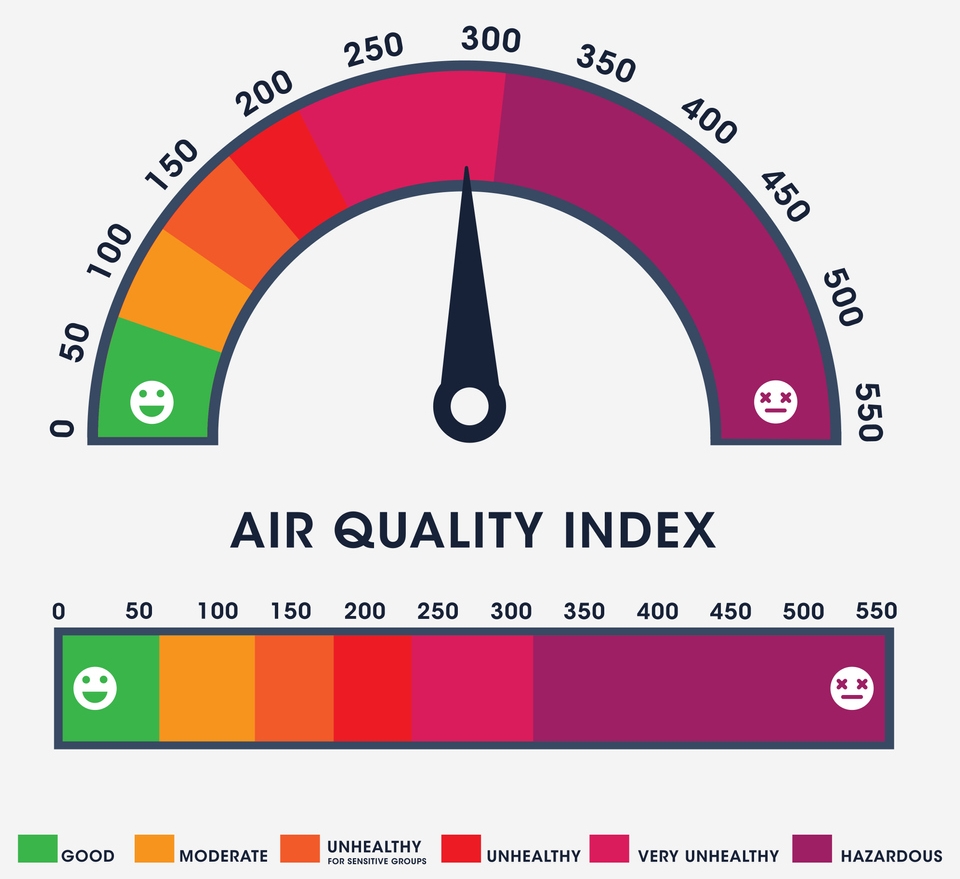 0
50
100
150
200
250
300
350
400
450
500
550
AIR QUALITY INDEX
0 50 100 150 200 250 300 350 400 450 500 550
GOOD
MODERATE
UNHEALTHY
FOR SENSITIVE GROUPS
UNHEALTHY
VERY UNHEALTHY
HAZARDOUS